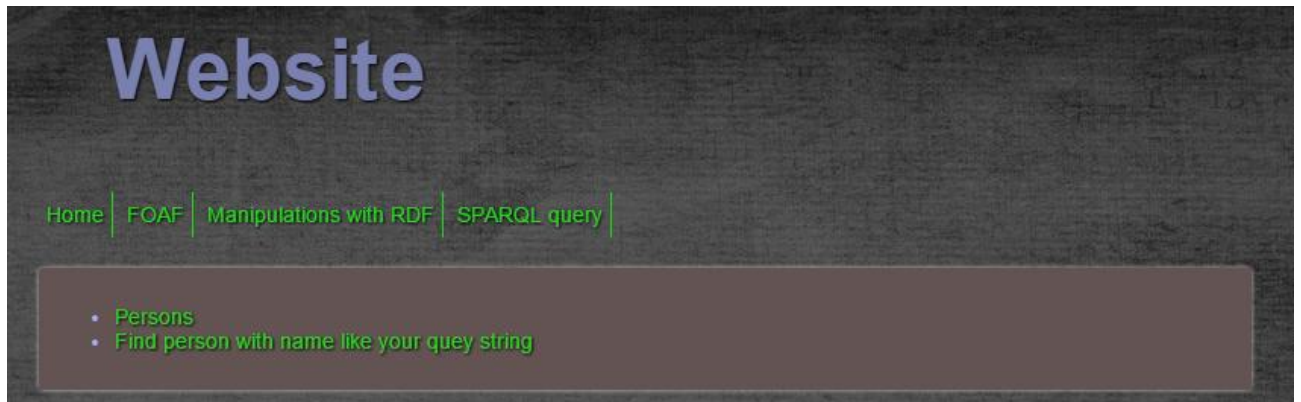 Website
Home FOAF Manipulations with RDF SPARQL query
Persons
Find person with name like your quey string